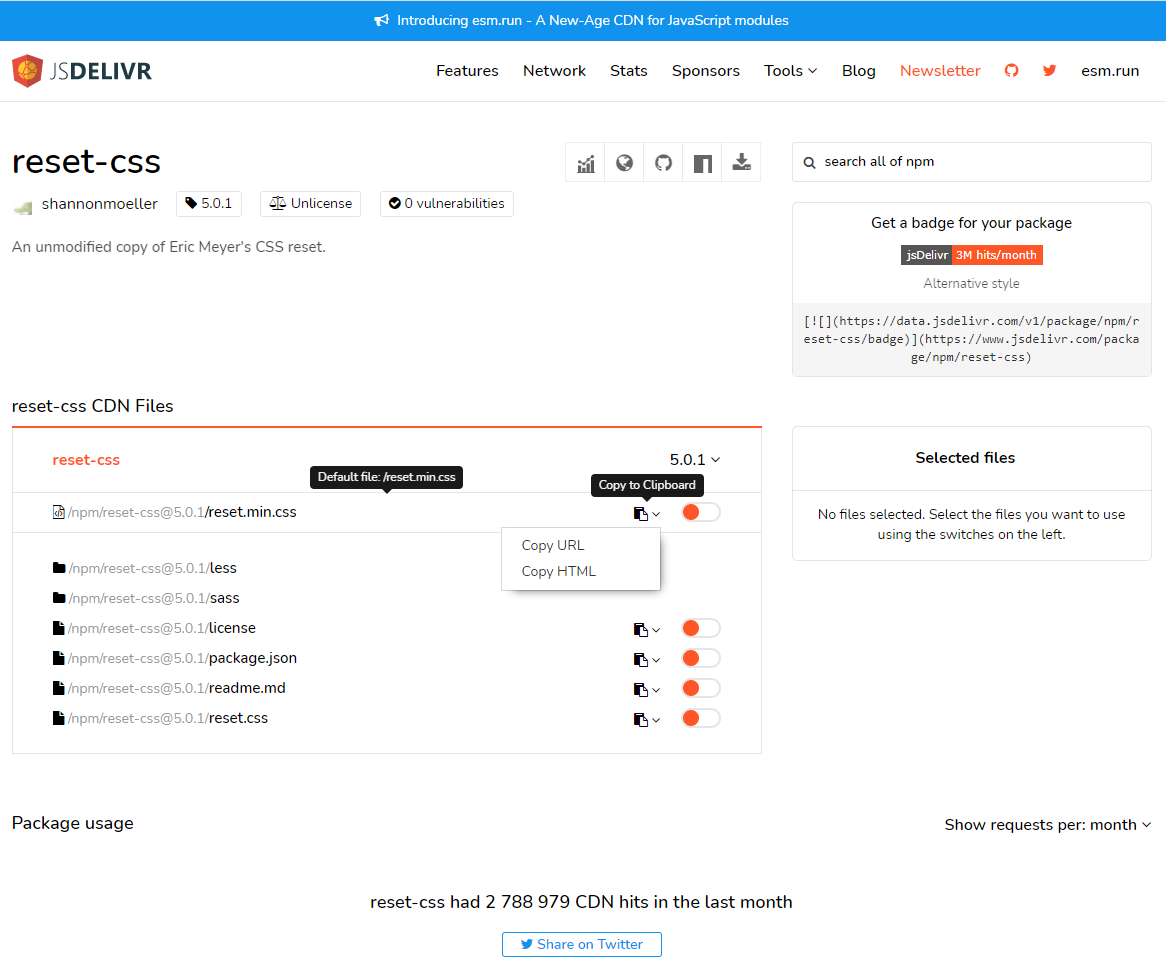 Introducing esm.run - A New-Age CDN for JavaScript modules
JSDELIVR
Features Network Stats Sponsors Tools Blog Newsletter esm.run
reset-css
search all of npm
shannonmoeller 5.0.1 Unlicense 0 vulnerabilities
An unmodified copy of Eric Meyer's CSS reset.
Get a badge for your package
jsDelivr 3M hits/month
Alternative style
[![](https://data.jsdelivr.com/v1/package/npm/r
eset-css/badge)](https://www.jsdelivr.com/packa
ge/npm/reset-css)
reset-css CDN Files
reset-css 5.0.1
Default file: /reset.min.css
Copy to Clipboard
/npm/reset-css@5.0.1/reset.min.css
Copy URL
Copy HTML
/npm/reset-css@5.0.1/less
/npm/reset-css@5.0.1/sass
/npm/reset-css@5.0.1/license
/npm/reset-css@5.0.1/package.json
/npm/reset-css@5.0.1/readme.md
/npm/reset-css@5.0.1/reset.css
Selected files
No files selected. Select the files you want to use
using the switches on the left.
Package usage
Show requests per: month
reset-css had 2 788 979 CDN hits in the last month
Share on Twitter